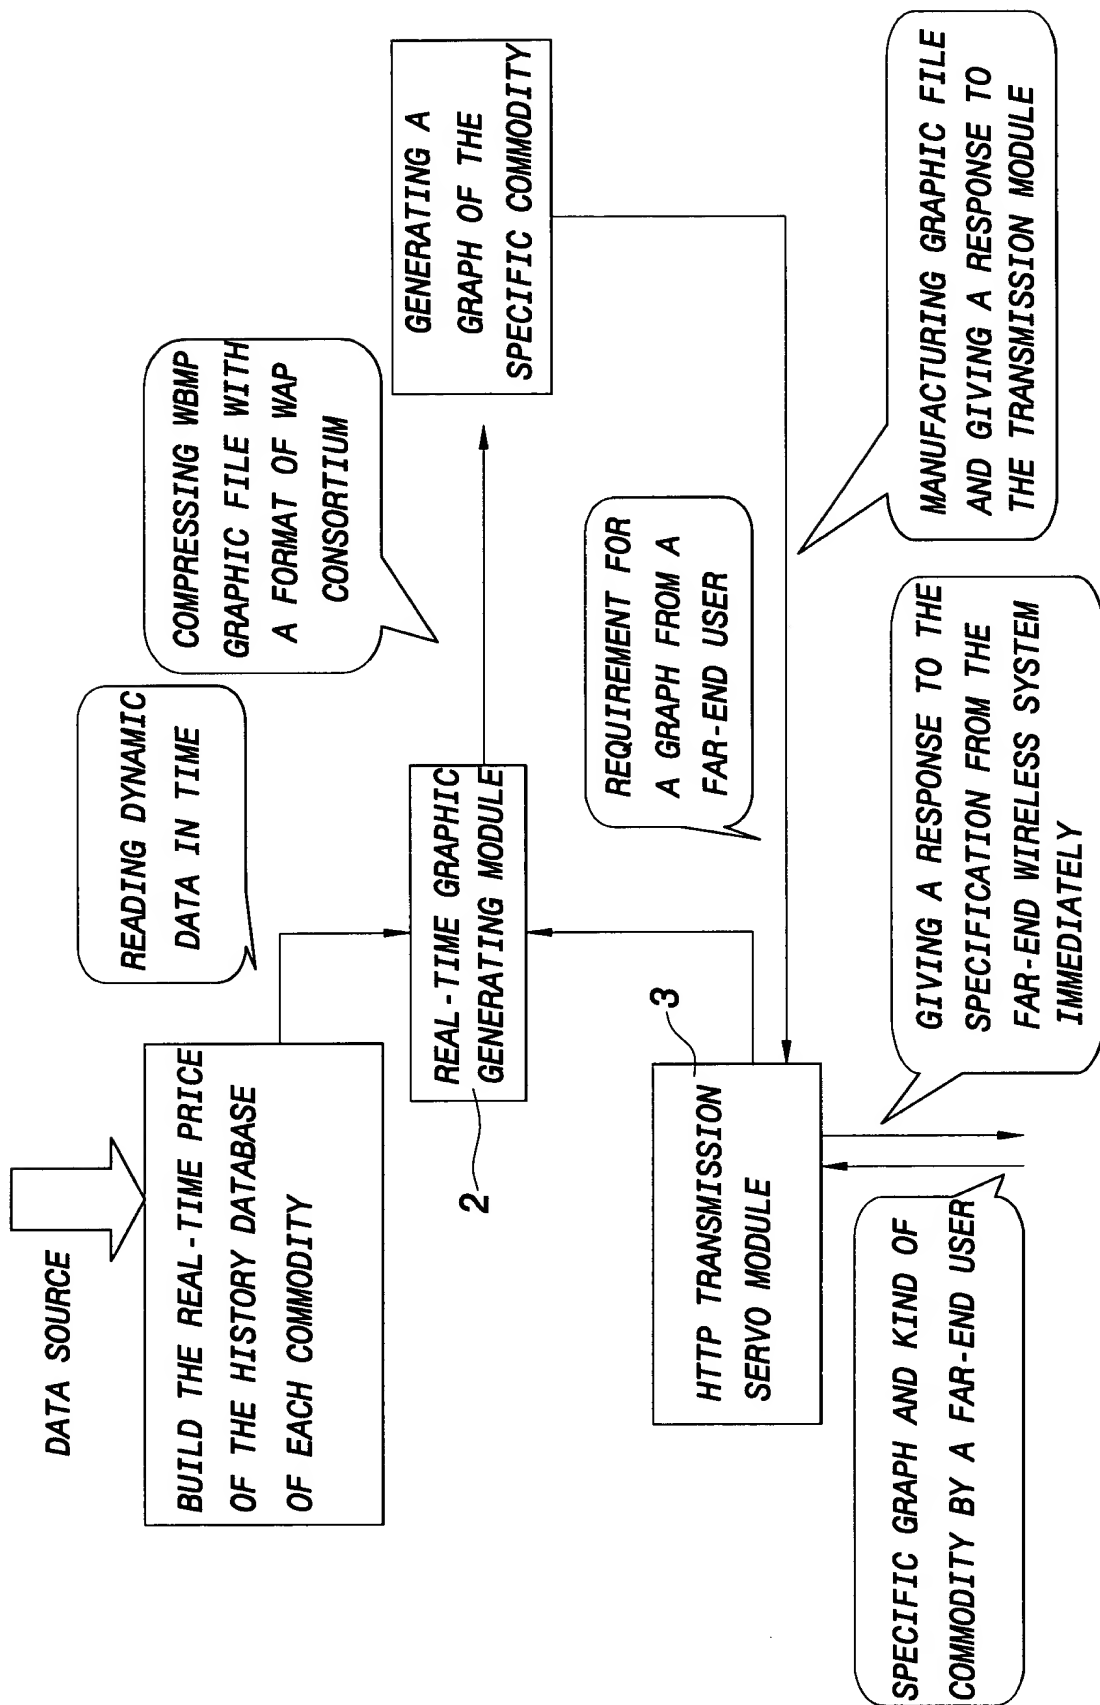 DATA SOURCE
BUILD THE REAL-TIME PRICE
OF THE HISTORY DATABASE
OF EACH COMMODITY
READING DYNAMIC
DATA IN TIME
COMPRESSING WBMP
GRAPHIC FILE WITH
A FORMAT OF WAP
CONSORTIUM
REAL-TIME GRAPHIC
GENERATING MODULE
2
GENERATING A
GRAPH OF THE
SPECIFIC COMMODITY
REQUIREMENT FOR
A GRAPH FROM A
FAR-END USER
HTTP TRANSMISSION
SERVO MODULE
3
MANUFACTURING GRAPHIC FILE
AND GIVING A RESPONSE TO
THE TRANSMISSION MODULE
SPECIFIC GRAPH AND KIND OF
COMMODITY BY A FAR-END USER
GIVING A RESPONSE TO THE
SPECIFICATION FROM THE
FAR-END WIRELESS SYSTEM
IMMEDIATELY